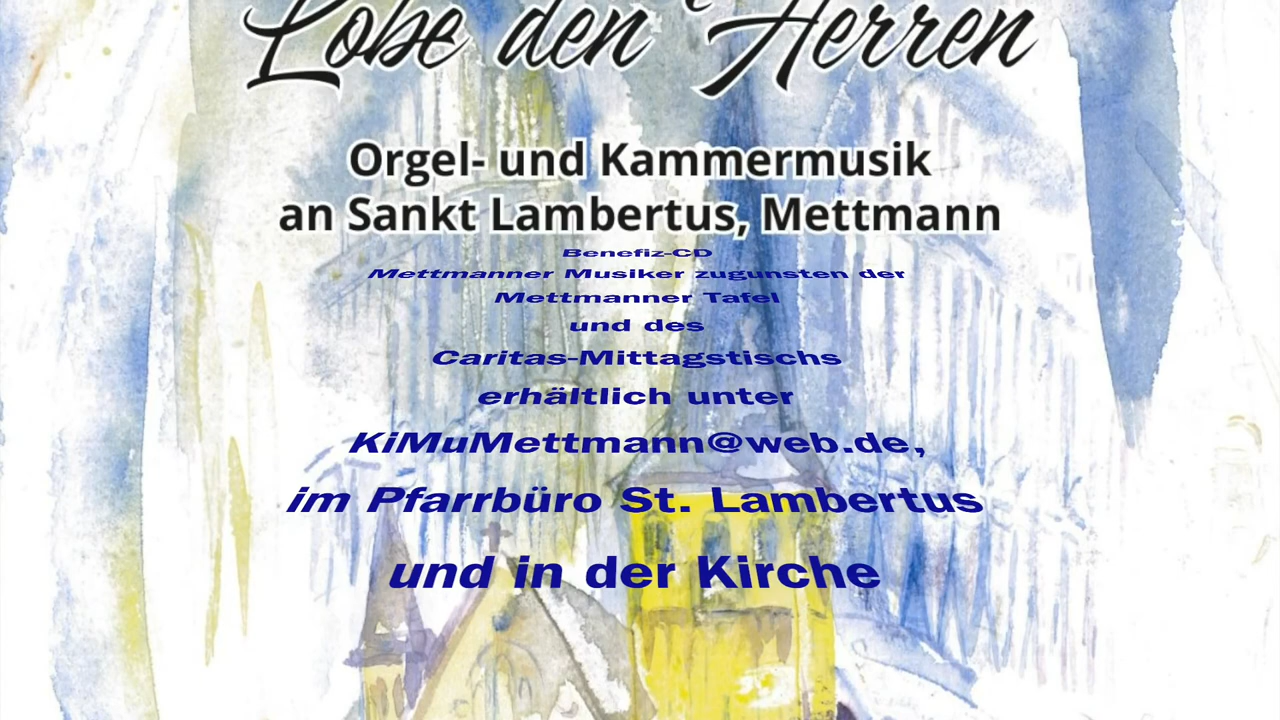 Lobe den Herren
Orgel- und Kammermusik
an Sankt Lambertus, Mettmann
Benefiz-CD
Mettmanner Musiker zugunsten der
Mettmanner Tafel
und des
Caritas-Mittagstischs
erhältlich unter
KiMuMettmann@web.de,
im Pfarrbüro St. Lambertus
und in der Kirche